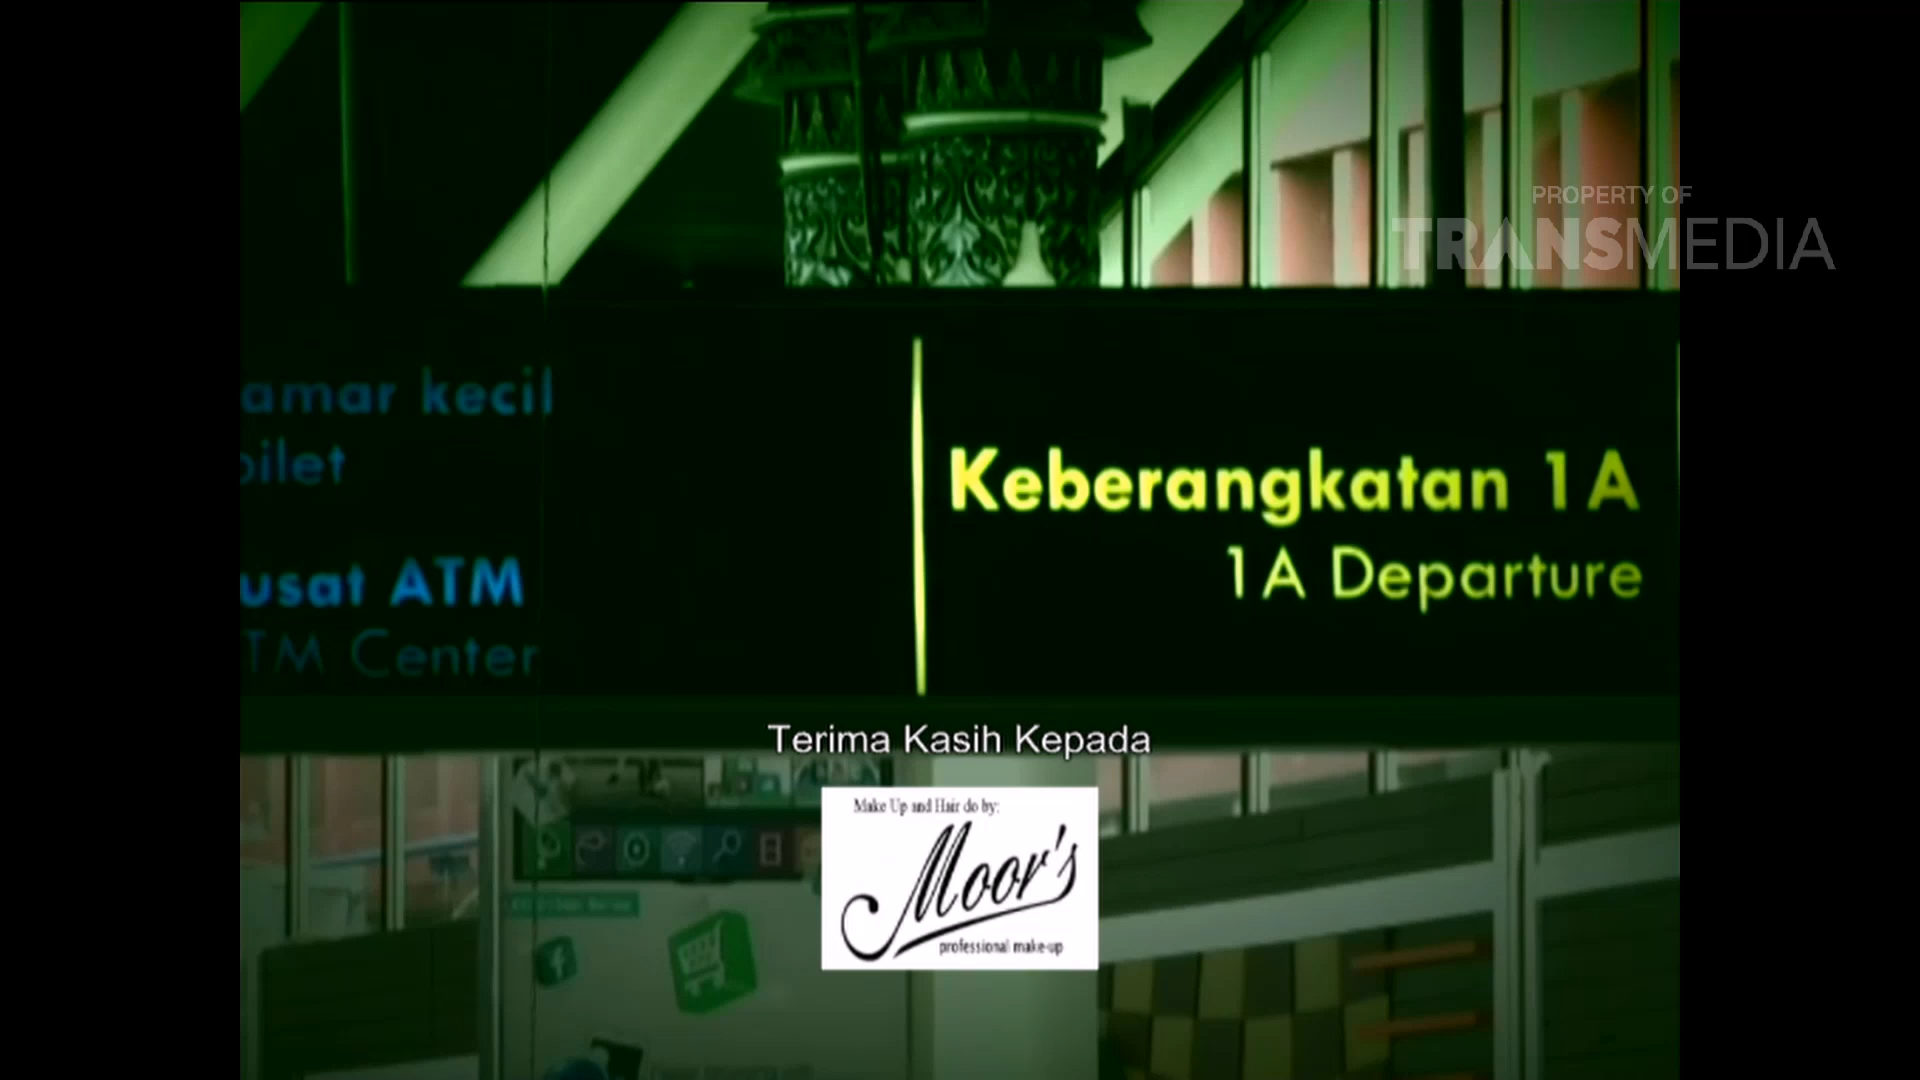 PROPERTY OF
TRANSMEDIA
amar kecil
oilet
usat ATM
TM Center
Keberangkatan 1A
1A Departure
Terima Kasih Kepada
Make Up and Hair do by:
Moor's
professional make-up